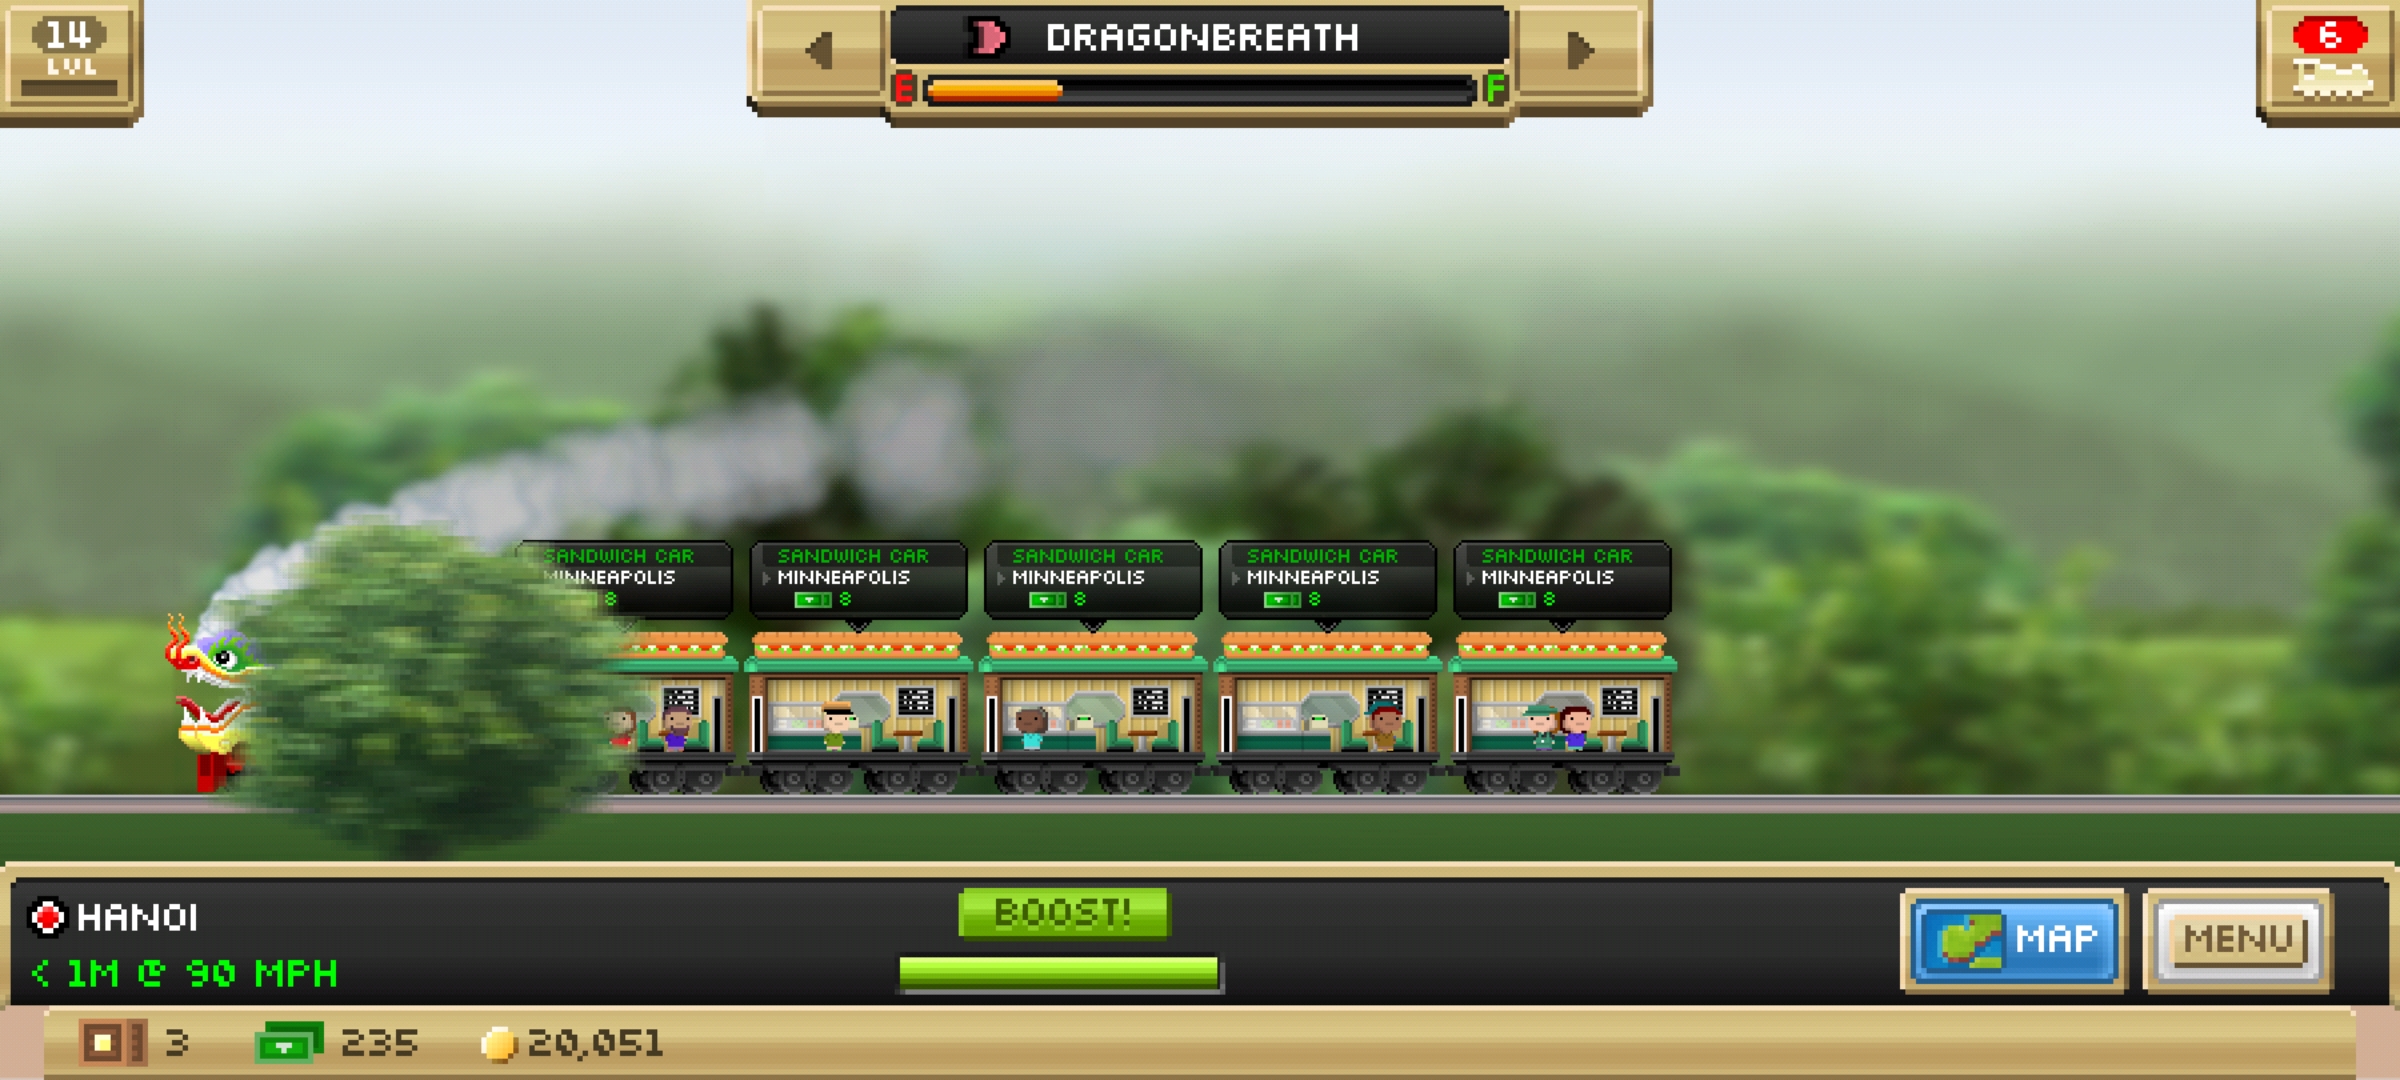 14
LVL
DRAGONBREATH
E F
6
SANDWICH CAR
MINNEAPOLIS
8
SANDWICH CAR
MINNEAPOLIS
8
SANDWICH CAR
MINNEAPOLIS
8
SANDWICH CAR
MINNEAPOLIS
8
SANDWICH CAR
MINNEAPOLIS
8
HANOI
< 1M @ 90 MPH
BOOST!
MAP
MENU
3
235
20,051